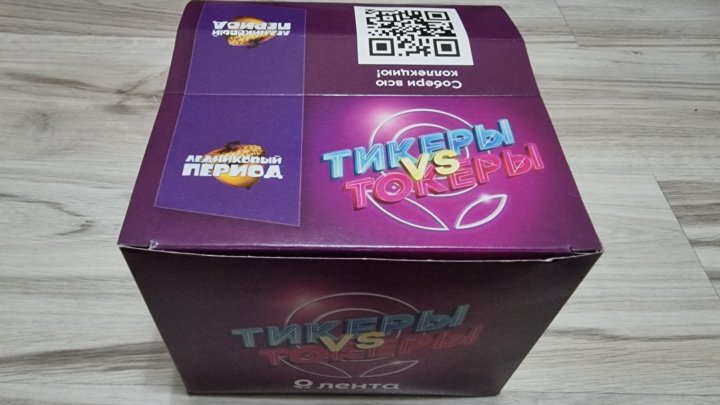 ЛЕДНИКОВЫЙ
ПЕРИОД
Собери всю
коллекцию!
ЛЕДНИКОВЫЙ
ПЕРИОД
ТИКЕРЫ
VS
ТОКЕРЫ
ТИКЕРЫ
VS
ТОКЕРЫ
лента